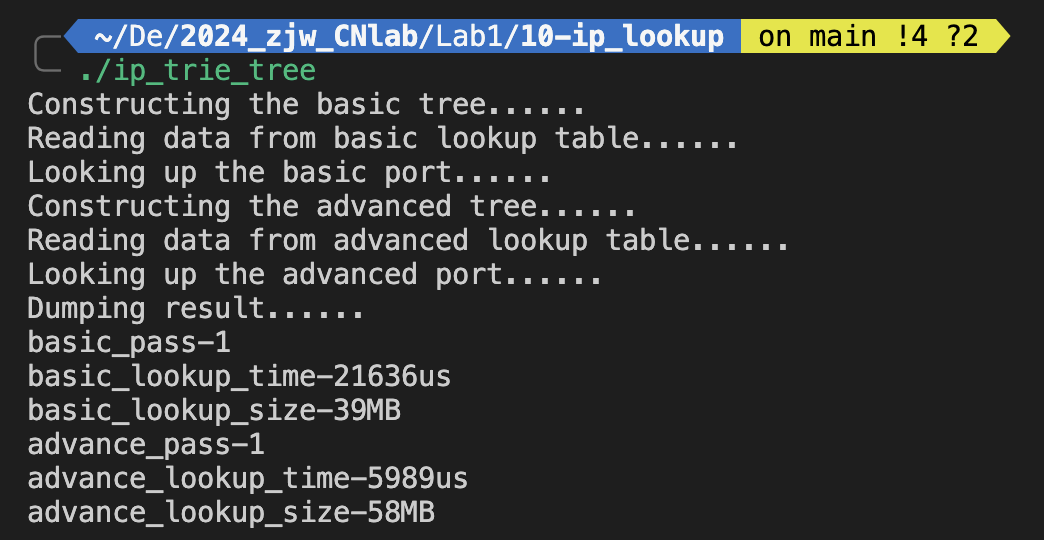 ~/De/2024_zjw_CNlab/Lab1/10-ip_lookup on main !4 ?2
./ip_trie_tree
Constructing the basic tree......
Reading data from basic lookup table......
Looking up the basic port......
Constructing the advanced tree......
Reading data from advanced lookup table......
Looking up the advanced port......
Dumping result......
basic_pass-1
basic_lookup_time-21636us
basic_lookup_size-39MB
advance_pass-1
advance_lookup_time-5989us
advance_lookup_size-58MB